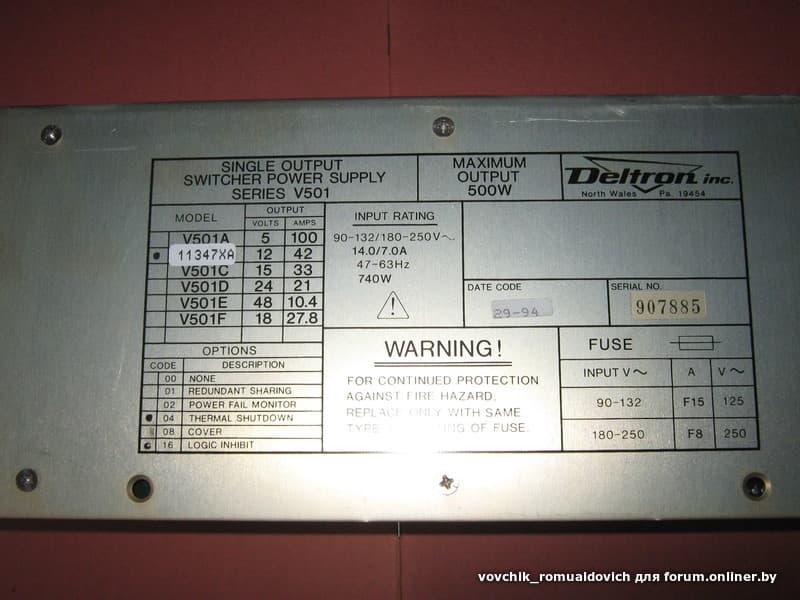 SINGLE OUTPUT
SWITCHER POWER SUPPLY
SERIES V501
MAXIMUM
OUTPUT
500W
Deltron inc.
North Wales Pa. 19454
MODEL OUTPUT
VOLTS AMPS
V501A 5 100
11347XA 12 42
V501C 15 33
V501D 24 21
V501E 48 10.4
V501F 18 27.8
INPUT RATING
90-132/180-250V~
14.0/7.0A
47-63Hz
740W
DATE CODE
29-94
SERIAL NO.
907885
OPTIONS
CODE DESCRIPTION
00 NONE
01 REDUNDANT SHARING
02 POWER FAIL MONITOR
04 THERMAL SHUTDOWN
08 COVER
16 LOGIC INHIBIT
WARNING!
FOR CONTINUED PROTECTION
AGAINST FIRE HAZARD,
REPLACE ONLY WITH SAME
TYPE OF FUSE.
FUSE
INPUT V~ A V~
90-132 F15 125
180-250 F8 250
vovchik_romualdovich для forum.onliner.by